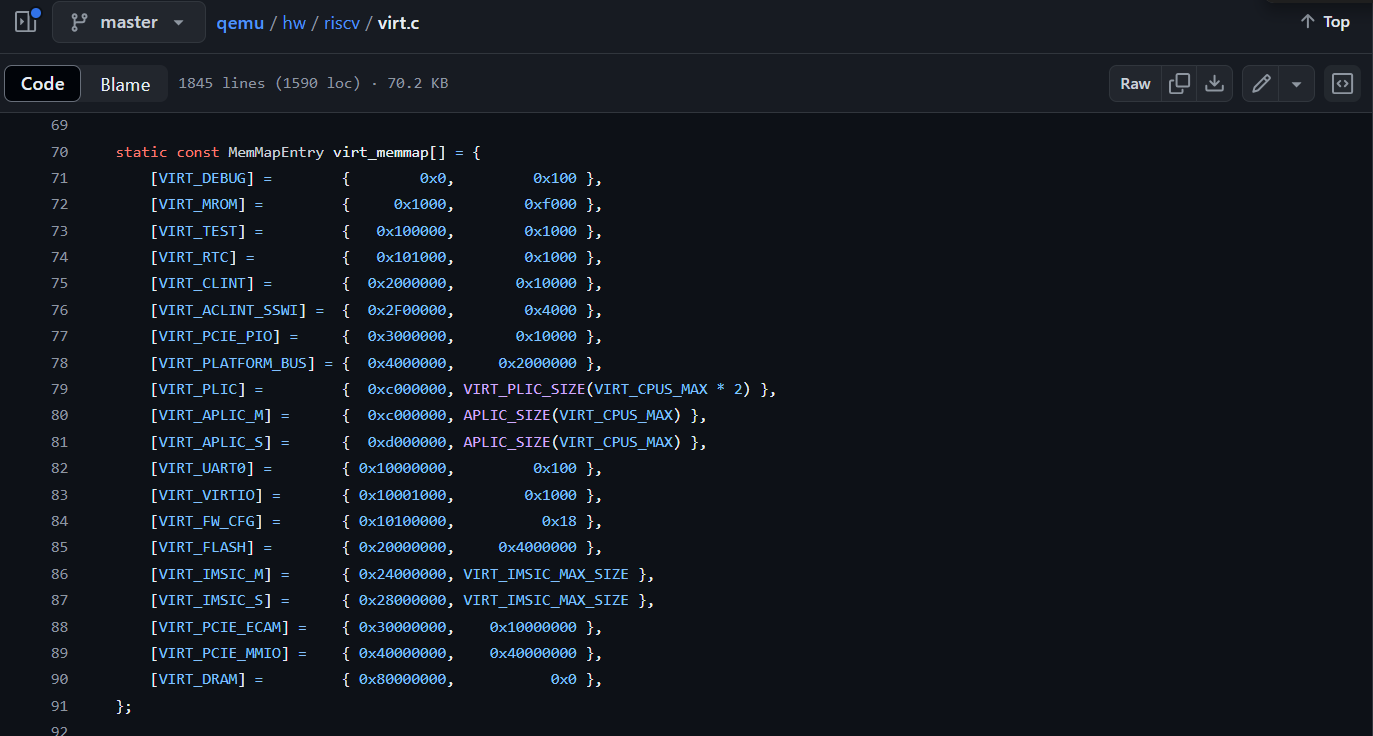 master qemu / hw / riscv / virt.c Top
Code Blame 1845 lines (1590 loc) · 70.2 KB Raw
69
70 static const MemMapEntry virt_memmap[] = {
71 [VIRT_DEBUG] = { 0x0, 0x100 },
72 [VIRT_MROM] = { 0x1000, 0xf000 },
73 [VIRT_TEST] = { 0x100000, 0x1000 },
74 [VIRT_RTC] = { 0x101000, 0x1000 },
75 [VIRT_CLINT] = { 0x2000000, 0x10000 },
76 [VIRT_ACLINT_SSWI] = { 0x2F00000, 0x4000 },
77 [VIRT_PCIE_PIO] = { 0x3000000, 0x10000 },
78 [VIRT_PLATFORM_BUS] = { 0x4000000, 0x2000000 },
79 [VIRT_PLIC] = { 0xc000000, VIRT_PLIC_SIZE(VIRT_CPUS_MAX * 2) },
80 [VIRT_APLIC_M] = { 0xc000000, APLIC_SIZE(VIRT_CPUS_MAX) },
81 [VIRT_APLIC_S] = { 0xd000000, APLIC_SIZE(VIRT_CPUS_MAX) },
82 [VIRT_UART0] = { 0x10000000, 0x100 },
83 [VIRT_VIRTIO] = { 0x10001000, 0x1000 },
84 [VIRT_FW_CFG] = { 0x10100000, 0x18 },
85 [VIRT_FLASH] = { 0x20000000, 0x4000000 },
86 [VIRT_IMSIC_M] = { 0x24000000, VIRT_IMSIC_MAX_SIZE },
87 [VIRT_IMSIC_S] = { 0x28000000, VIRT_IMSIC_MAX_SIZE },
88 [VIRT_PCIE_ECAM] = { 0x30000000, 0x10000000 },
89 [VIRT_PCIE_MMIO] = { 0x40000000, 0x40000000 },
90 [VIRT_DRAM] = { 0x80000000, 0x0 },
91 };
92